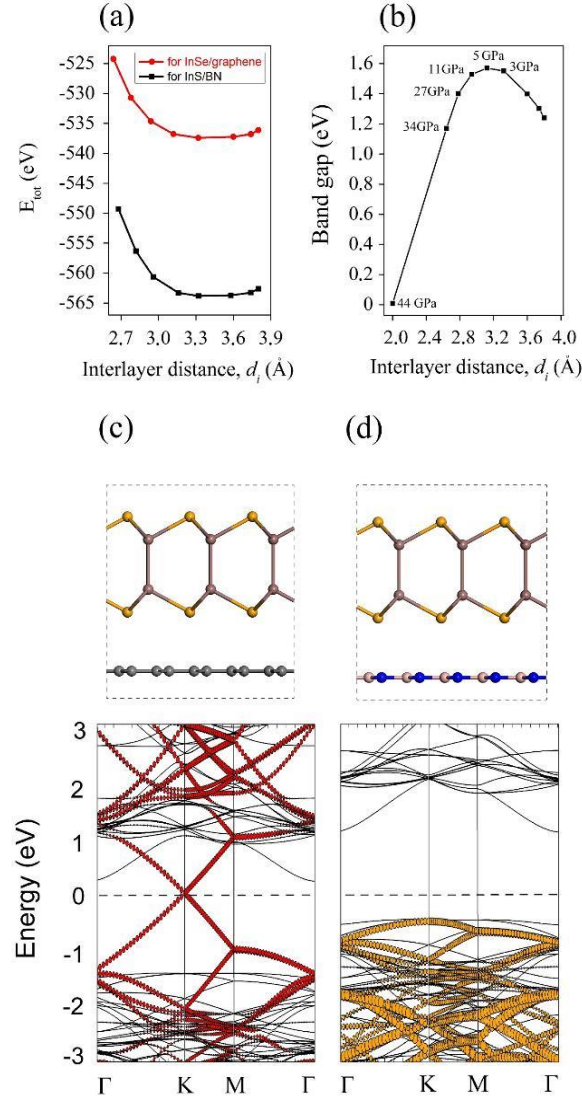 (a)
for InSe/graphene
for InS/BN
-525
-530
-535
-540
-545
-550
-555
-560
-565
E_tot (eV)
2.7 3.0 3.3 3.6 3.9
Interlayer distance, d_i (Å)
(b)
5 GPa
11GPa
3GPa
27GPa
34GPa
44 GPa
1.6
1.4
1.2
1.0
0.8
0.6
0.4
0.2
0
Band gap (eV)
2.0 2.4 2.8 3.2 3.6 4.0
Interlayer distance, d_i (Å)
(c)
(d)
3
2
1
0
-1
-2
-3
Energy (eV)
Γ K M Γ
Γ K M Γ